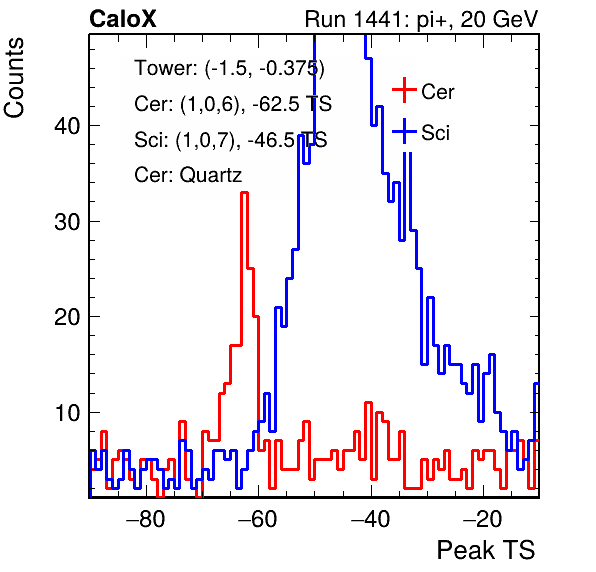 CaloX Run 1441: pi+, 20 GeV
Counts
Tower: (-1.5, -0.375)
Cer: (1,0,6), -62.5 TS
Sci: (1,0,7), -46.5 TS
Cer: Quartz
Cer
Sci
40
30
20
10
−80 −60 −40 −20
Peak TS